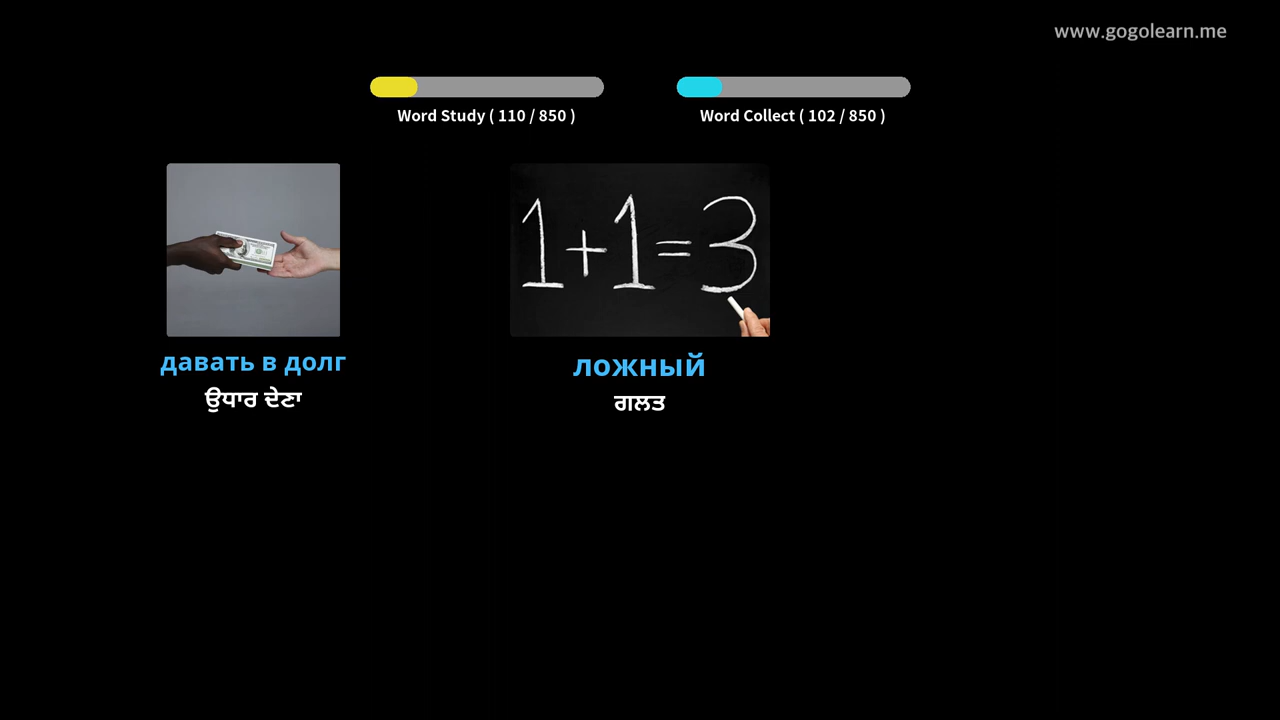 www.gogolearn.me
Word Study ( 110 / 850 )
Word Collect ( 102 / 850 )
1+1=3
давать в долг
ਉਧਾਰ ਦੇਣਾ
ложный
ਗਲਤ